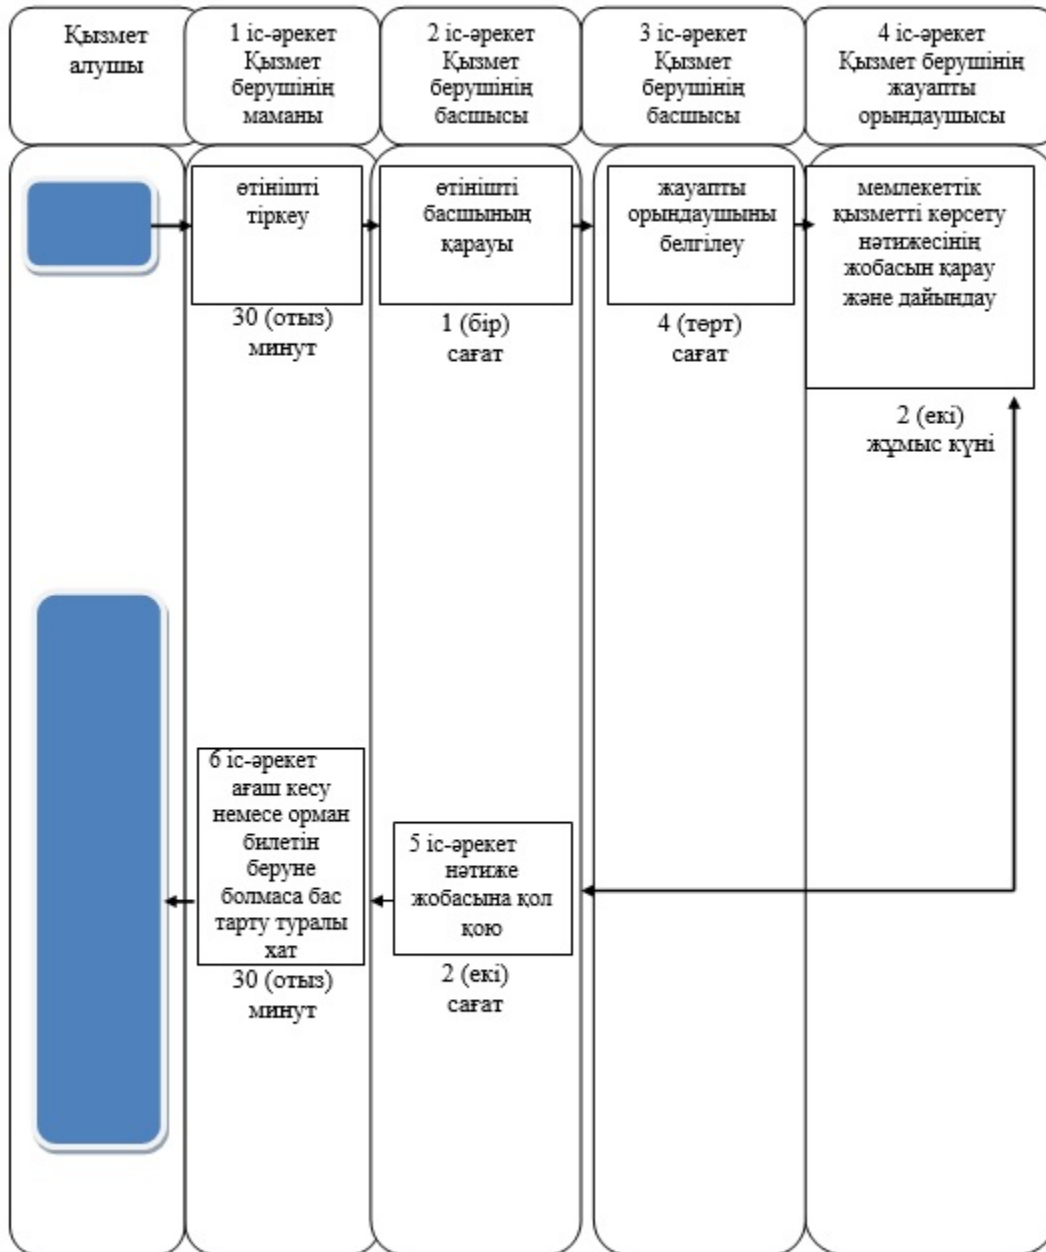 Қызмет
алушы
1 іс-әрекет
Қызмет
берушінің
маманы
2 іс-әрекет
Қызмет
берушінің
басшысы
3 іс-әрекет
Қызмет
берушінің
басшысы
4 іс-әрекет
Қызмет берушінің
жауапты
орындаушысы
өтінішті
тіркеу
30 (отыз)
минут
өтінішті
басшының
қарауы
1 (бір)
сағат
жауапты
орындаушыны
белгілеу
4 (төрт)
сағат
мемлекеттік
қызметті көрсету
нәтижесінің
жобасын қарау
және дайындау
2 (екі)
жұмыс күні
6 іс-әрекет
ағаш кесу
немесе орман
билетін
беруне
болмаса бас
тарту туралы
хат
30 (отыз)
минут
5 іс-әрекет
нәтиже
жобасына қол
қою
2 (екі)
сағат